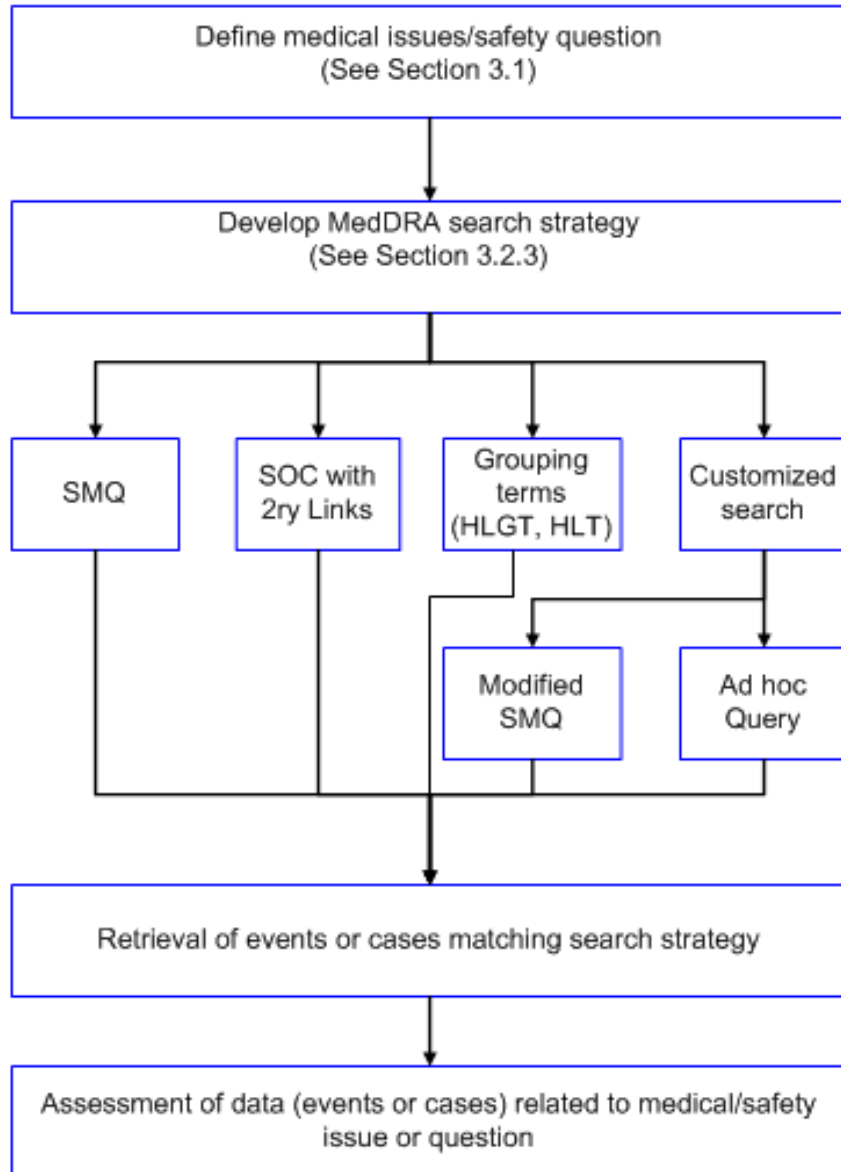 Define medical issues/safety question
(See Section 3.1)
Develop MedDRA search strategy
(See Section 3.2.3)
SMQ
SOC with
2ry Links
Grouping
terms
(HLGT, HLT)
Customized
search
Modified
SMQ
Ad hoc
Query
Retrieval of events or cases matching search strategy
Assessment of data (events or cases) related to medical/safety
issue or question